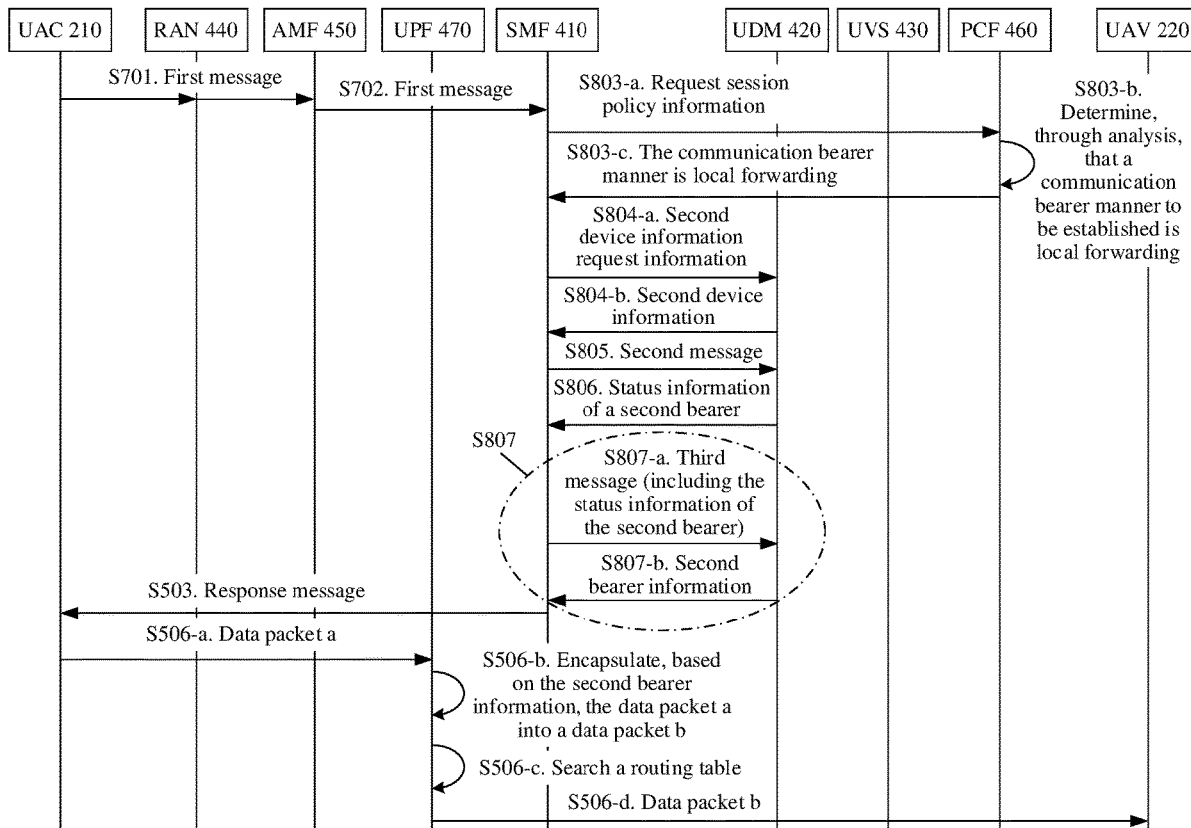 UAC 210
RAN 440
AMF 450
UPF 470
SMF 410
UDM 420
UVS 430
PCF 460
UAV 220
S701. First message
S702. First message
S803-a. Request session
policy information
S803-b.
Determine,
through analysis,
that a
communication
bearer manner to
be established is
local forwarding
S803-c. The communication bearer
manner is local forwarding
S804-a. Second
device information
request information
S804-b. Second device
information
S805. Second message
S806. Status information
of a second bearer
S807
S807-a. Third
message (including the
status information of
the second bearer)
S807-b. Second
bearer information
S503. Response message
S506-a. Data packet a
S506-b. Encapsulate, based
on the second bearer
information, the data packet a
into a data packet b
S506-c. Search a routing table
S506-d. Data packet b